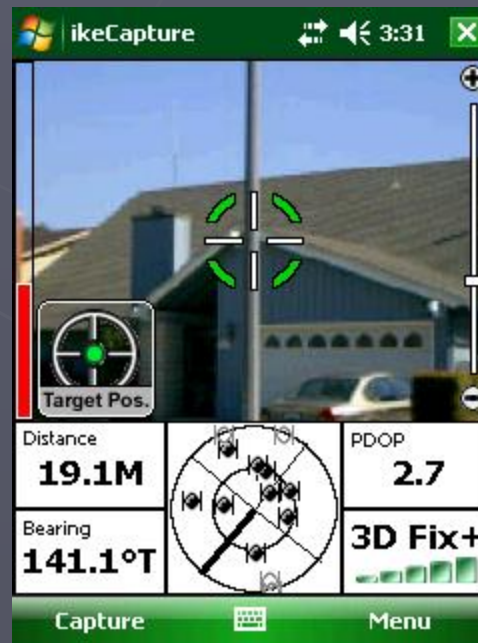 ikeCapture 3:31
Target Pos.
Distance
19.1M
PDOP
2.7
Bearing
141.1°T
3D Fix+
Capture
Menu